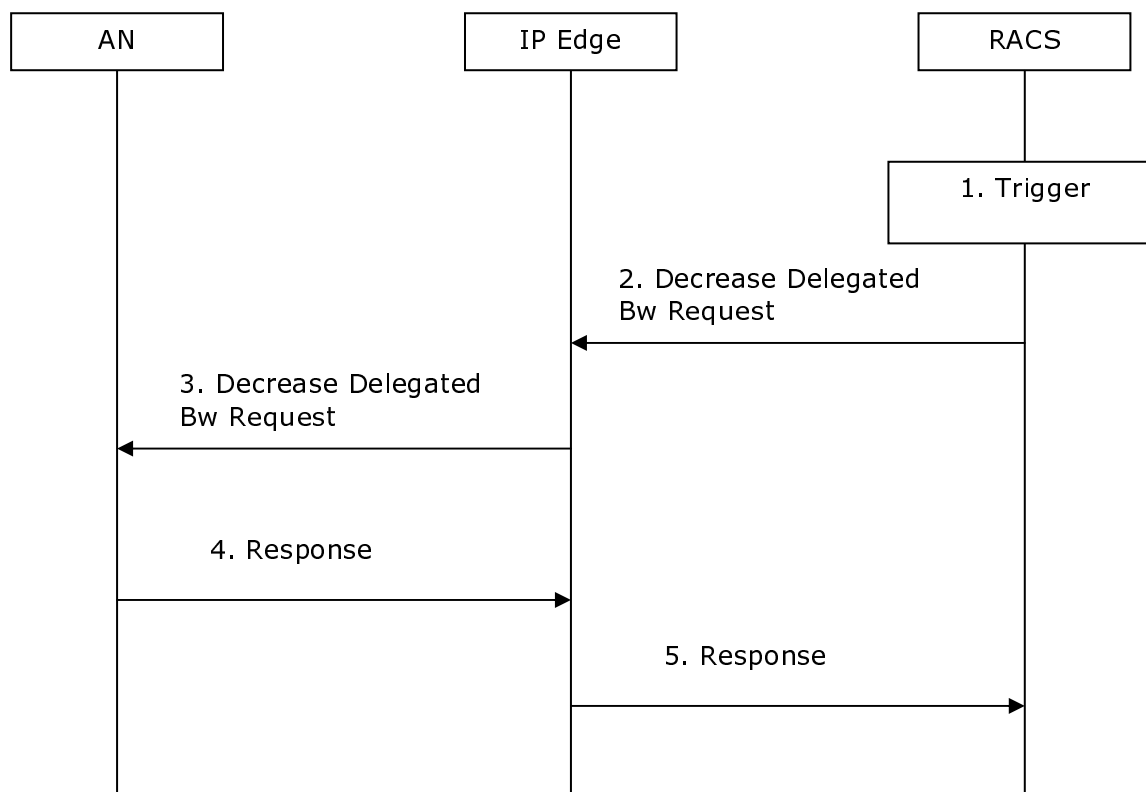 AN
IP Edge
RACS
1. Trigger
2. Decrease Delegated
Bw Request
3. Decrease Delegated
Bw Request
4. Response
5. Response